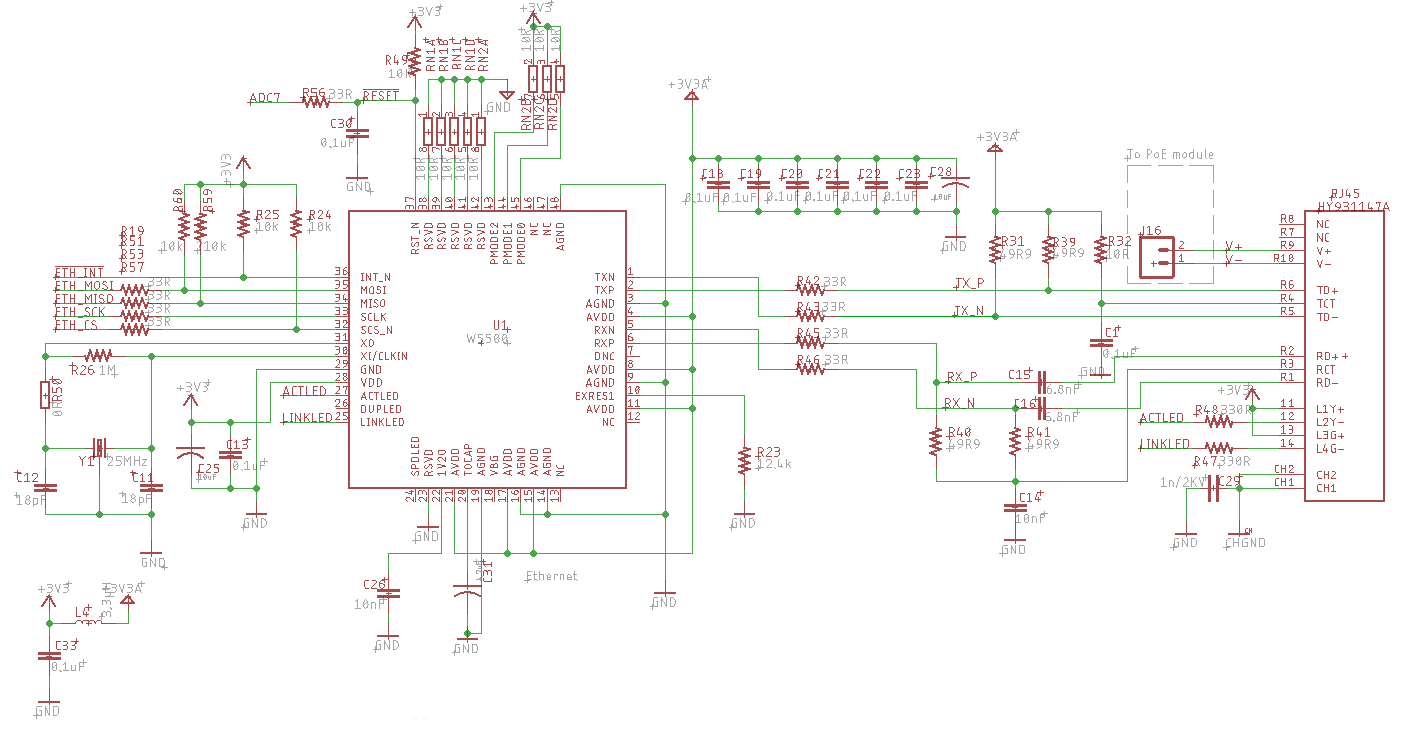 +3V3
+3V3
R49
10k
RN1A
RN1B
RN1C
RN1D
RN2A
10R
10R
10R
RN2B
RN2C
RN2D
GND
ADC7
R56
33R
RESET
C30
0.1uF
GND
10R
10R
10R
10R
10R
+3V3
R60
R59
10k
10k
R25
10k
R24
10k
R19
R51
R53
R57
ETH_INT
ETH_MOSI
ETH_MISO
ETH_SCK
ETH_CS
33R
33R
33R
33R
R26
1M
R50
0R
Y1
25MHz
C12
18pF
C11
18pF
GND
+3V3
C25
10uF
C13
0.1uF
GND
ACTLED
LINKLED
36 INT_N
35 MOSI
34 MISO
33 SCLK
32 SCS_N
31 XO
30 XI/CLKIN
29 GND
28 VDD
27 ACTLED
26 DUPLED
25 LINKLED
37 RST_N
38 RSVD
39 RSVD
40 RSVD
41 RSVD
42 RSVD
43 PMODE2
44 PMODE1
45 PMODE0
46 NC
47 NC
48 AGND
U1
W5500
TXN 1
TXP 2
AGND 3
AVDD 4
RXN 5
RXP 6
DNC 7
AVDD 8
AGND 9
EXRES1 10
AVDD 11
NC 12
SPDLED 24
RSVD 23
1V2O 22
AVDD 21
TOCAP 20
AGND 19
VBG 18
AVDD 17
AGND 16
AVDD 15
AGND 14
NC 13
GND
C26
10nF
GND
C31
GND
Ethernet
GND
R23
12.4k
GND
+3V3A
C18
0.1uF
C19
0.1uF
C20
0.1uF
C21
0.1uF
C22
0.1uF
C23
0.1uF
C28
10uF
GND
+3V3A
R31
49R9
R39
49R9
R32
10R
R42
33R
R43
33R
R45
33R
R46
33R
TX_P
TX_N
RX_P
RX_N
C1
0.1uF
GND
C15
6.8nF
C16
6.8nF
R40
49R9
R41
49R9
C14
10nF
GND
To PoE module
J16
2
1
V+
V-
RJ45
HY931147A
R8 NC
R7 NC
R9 V+
R10 V-
R6 TD+
R4 TCT
R5 TD-
R2 RD++
R3 RCT
R1 RD-
11 L1Y+
12 L2Y-
13 L3G+
14 L4G-
CH2 CH2
CH1 CH1
+3V3
ACTLED
R48
330R
LINKLED
R47
330R
1n/2KV
C29
GND
CH
CHGND
+3V3
L4
3.3uH
+3V3A
C33
0.1uF
GND